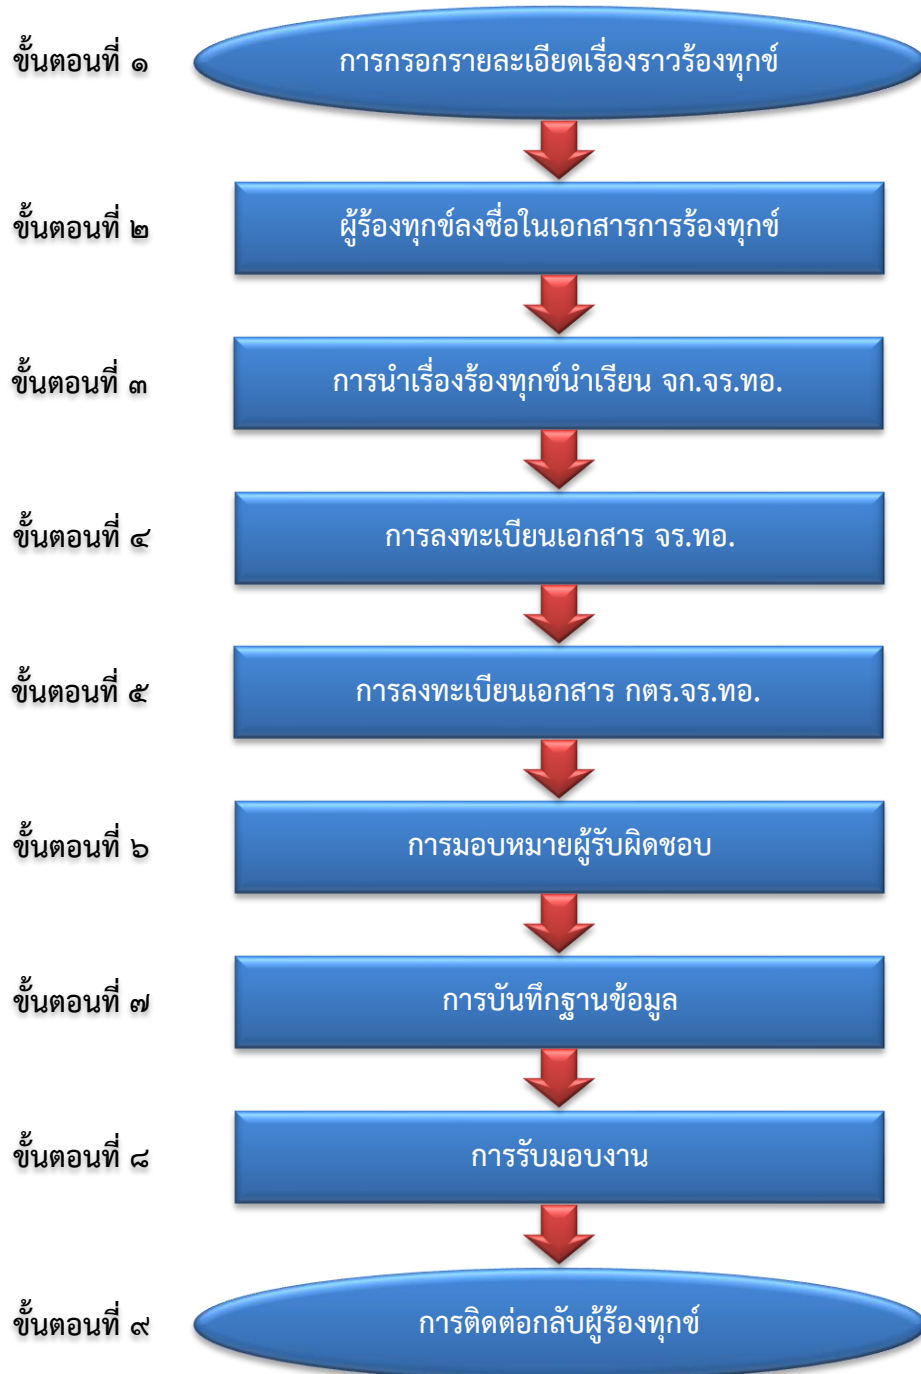 ขั้นตอนที่ ๑ การกรอกรายละเอียดเรื่องราวร้องทุกข์
ขั้นตอนที่ ๒ ผู้ร้องทุกข์ลงชื่อในเอกสารการร้องทุกข์
ขั้นตอนที่ ๓ การนำเรื่องร้องทุกข์นำเรียน จก.จร.ทอ.
ขั้นตอนที่ ๔ การลงทะเบียนเอกสาร จร.ทอ.
ขั้นตอนที่ ๕ การลงทะเบียนเอกสาร กตร.จร.ทอ.
ขั้นตอนที่ ๖ การมอบหมายผู้รับผิดชอบ
ขั้นตอนที่ ๗ การบันทึกฐานข้อมูล
ขั้นตอนที่ ๘ การรับมอบงาน
ขั้นตอนที่ ๙ การติดต่อกลับผู้ร้องทุกข์